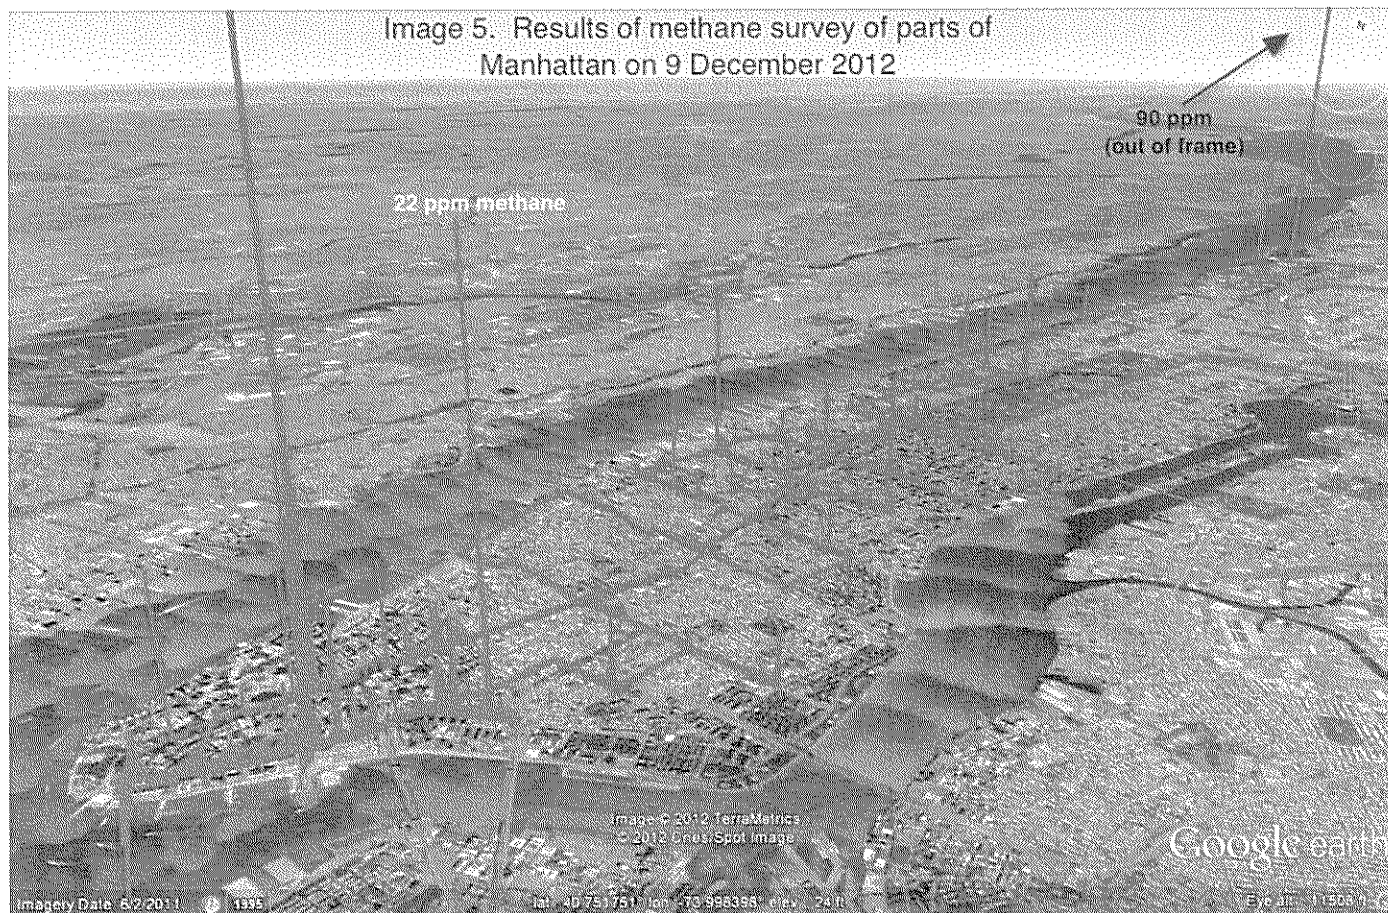 Image 5. Results of methane survey of parts of
Manhattan on 9 December 2012
90 ppm
(out of frame)
22 ppm methane
Image © 2012 TerraMetrics
© 2012 Cnes/Spot Image
Google earth
Imagery Date: 6/2/2011 1995 lat 40.751751° lon -73.998398° elev 24 ft Eye alt 11508 ft